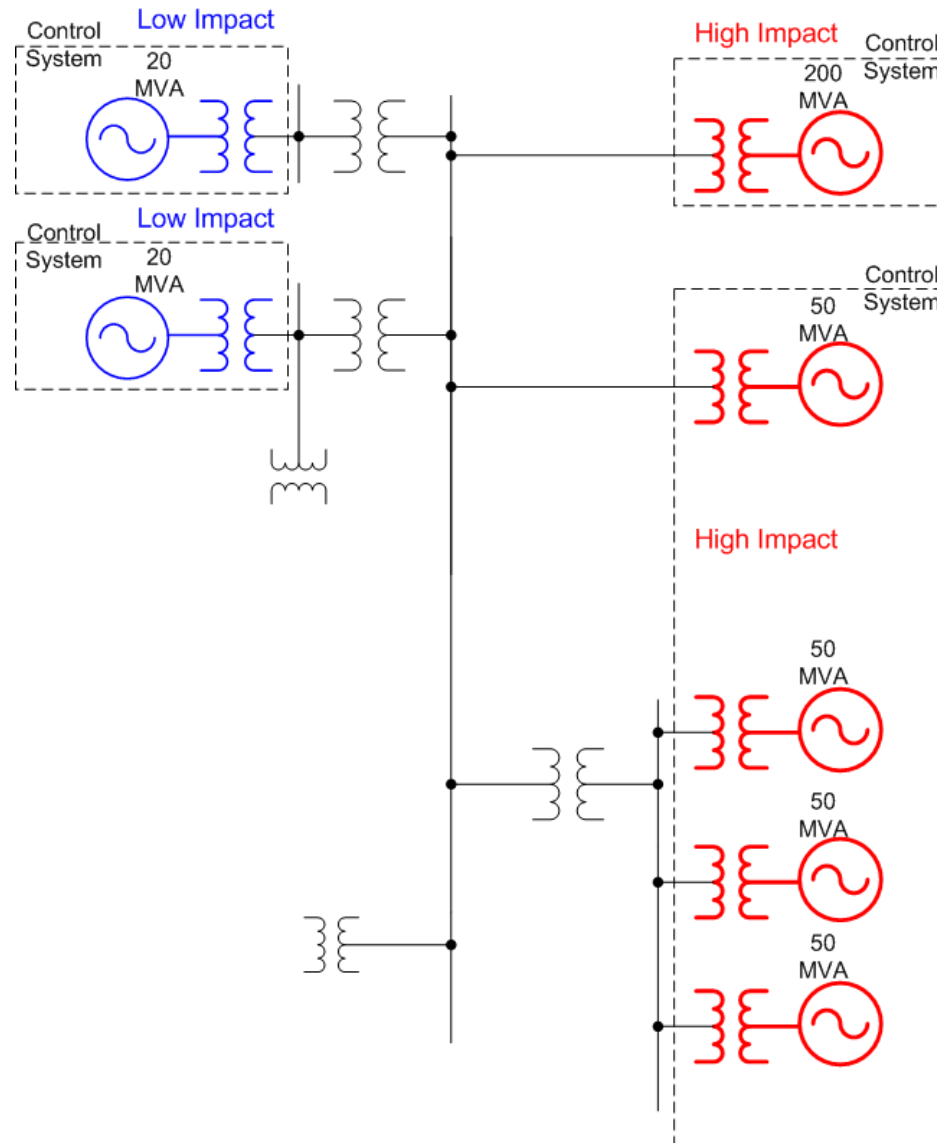 Low Impact
Control
System
20
MVA
Low Impact
Control
System
20
MVA
High Impact
Control
System
200
MVA
Control
System
50
MVA
High Impact
50
MVA
50
MVA
50
MVA